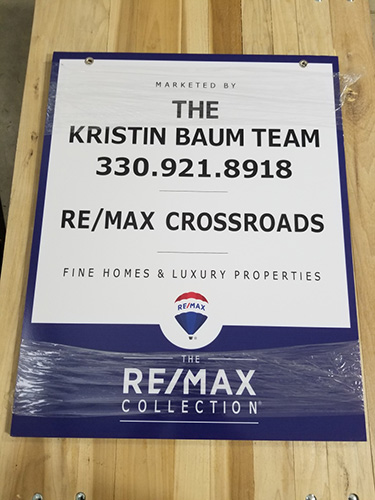 MARKETED BY
THE
KRISTIN BAUM TEAM
330.921.8918
RE/MAX CROSSROADS
FINE HOMES & LUXURY PROPERTIES
RE/MAX
THE
RE/MAX
COLLECTION